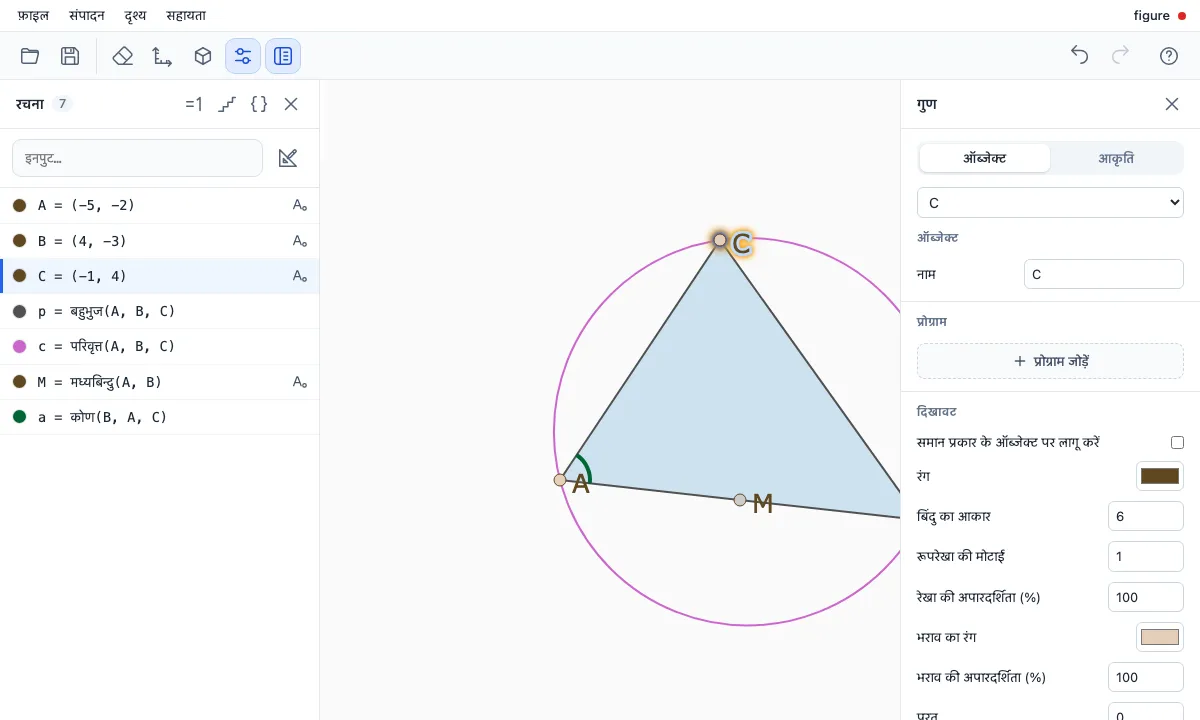 फ़ाइल संपादन दृश्य सहायता figure
रचना 7 =1 { } गुण
इनपुट…
ऑब्जेक्ट आकृति
A = (−5, −2)
B = (4, −3)
C = (−1, 4)
p = बहुभुज(A, B, C)
c = परिवृत्त(A, B, C)
M = मध्यबिन्दु(A, B)
a = कोण(B, A, C)
C
A
M
C
ऑब्जेक्ट
नाम C
प्रोग्राम
+ प्रोग्राम जोड़ें
दिखावट
समान प्रकार के ऑब्जेक्ट पर लागू करें
रंग
बिंदु का आकार 6
रूपरेखा की मोटाई 1
रेखा की अपारदर्शिता (%) 100
भराव का रंग
भराव की अपारदर्शिता (%) 100